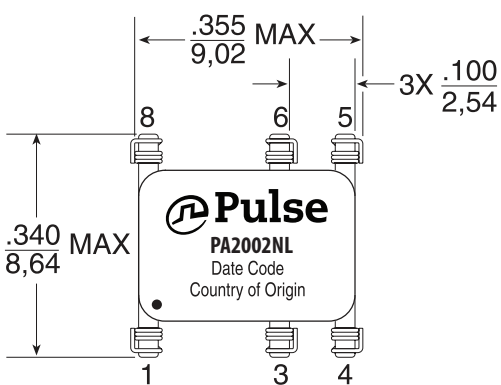 .355
9,02
MAX
3X
.100
2,54
8
6
5
.340
8,64
MAX
Pulse
PA2002NL
Date Code
Country of Origin
1
3
4